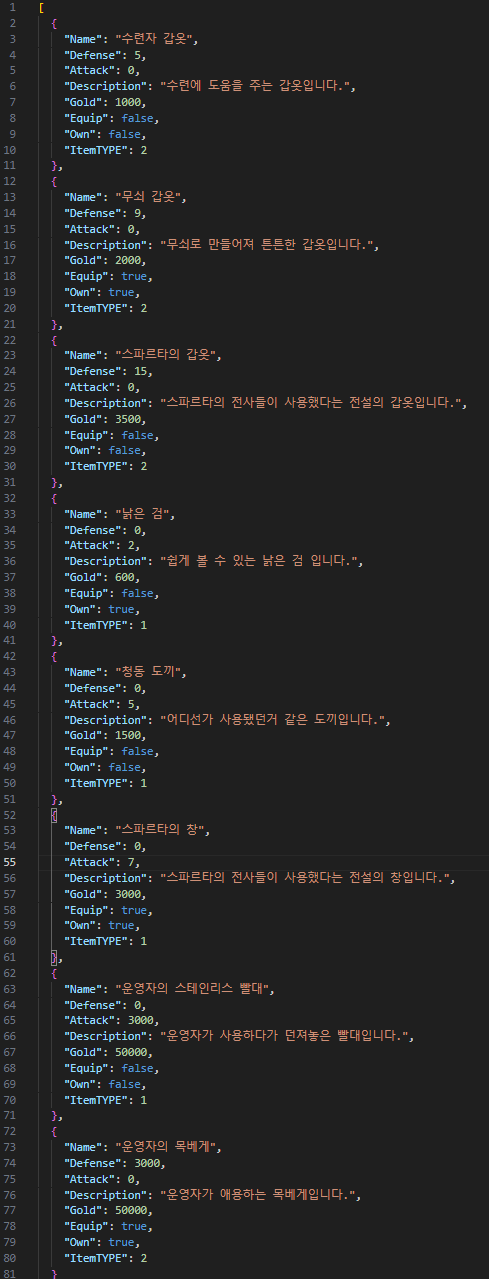 1 [
2 {
3 "Name": "수련자 갑옷",
4 "Defense": 5,
5 "Attack": 0,
6 "Description": "수련에 도움을 주는 갑옷입니다.",
7 "Gold": 1000,
8 "Equip": false,
9 "Own": false,
10 "ItemTYPE": 2
11 },
12 {
13 "Name": "무쇠 갑옷",
14 "Defense": 9,
15 "Attack": 0,
16 "Description": "무쇠로 만들어져 튼튼한 갑옷입니다.",
17 "Gold": 2000,
18 "Equip": true,
19 "Own": true,
20 "ItemTYPE": 2
21 },
22 {
23 "Name": "스파르타의 갑옷",
24 "Defense": 15,
25 "Attack": 0,
26 "Description": "스파르타의 전사들이 사용했다는 전설의 갑옷입니다.",
27 "Gold": 3500,
28 "Equip": false,
29 "Own": false,
30 "ItemTYPE": 2
31 },
32 {
33 "Name": "낡은 검",
34 "Defense": 0,
35 "Attack": 2,
36 "Description": "쉽게 볼 수 있는 낡은 검 입니다.",
37 "Gold": 600,
38 "Equip": false,
39 "Own": true,
40 "ItemTYPE": 1
41 },
42 {
43 "Name": "청동 도끼",
44 "Defense": 0,
45 "Attack": 5,
46 "Description": "어디선가 사용됐던거 같은 도끼입니다.",
47 "Gold": 1500,
48 "Equip": false,
49 "Own": false,
50 "ItemTYPE": 1
51 },
52 {
53 "Name": "스파르타의 창",
54 "Defense": 0,
55 "Attack": 7,
56 "Description": "스파르타의 전사들이 사용했다는 전설의 창입니다.",
57 "Gold": 3000,
58 "Equip": true,
59 "Own": true,
60 "ItemTYPE": 1
61 },
62 {
63 "Name": "운영자의 스테인리스 빨대",
64 "Defense": 0,
65 "Attack": 3000,
66 "Description": "운영자가 사용하다가 던져놓은 빨대입니다.",
67 "Gold": 50000,
68 "Equip": false,
69 "Own": false,
70 "ItemTYPE": 1
71 },
72 {
73 "Name": "운영자의 목베게",
74 "Defense": 3000,
75 "Attack": 0,
76 "Description": "운영자가 애용하는 목베게입니다.",
77 "Gold": 50000,
78 "Equip": true,
79 "Own": true,
80 "ItemTYPE": 2
81 }